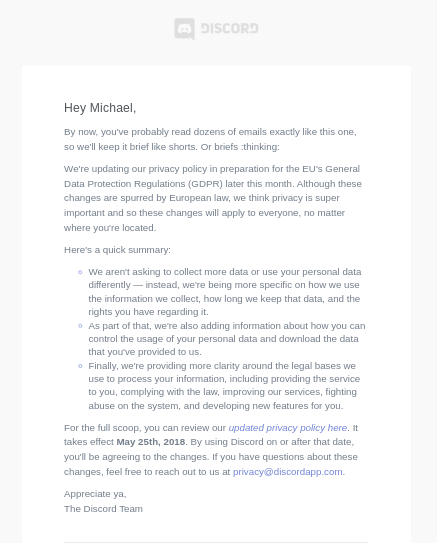 DISCORD
Hey Michael,
By now, you've probably read dozens of emails exactly like this one,
so we'll keep it brief like shorts. Or briefs :thinking:
We're updating our privacy policy in preparation for the EU's General
Data Protection Regulations (GDPR) later this month. Although these
changes are spurred by European law, we think privacy is super
important and so these changes will apply to everyone, no matter
where you're located.
Here's a quick summary:
We aren't asking to collect more data or use your personal data
differently — instead, we're being more specific on how we use
the information we collect, how long we keep that data, and the
rights you have regarding it.
As part of that, we're also adding information about how you can
control the usage of your personal data and download the data
that you've provided to us.
Finally, we're providing more clarity around the legal bases we
use to process your information, including providing the service
to you, complying with the law, improving our services, fighting
abuse on the system, and developing new features for you.
For the full scoop, you can review our updated privacy policy here. It
takes effect May 25th, 2018. By using Discord on or after that date,
you'll be agreeing to the changes. If you have questions about these
changes, feel free to reach out to us at privacy@discordapp.com.
Appreciate ya,
The Discord Team